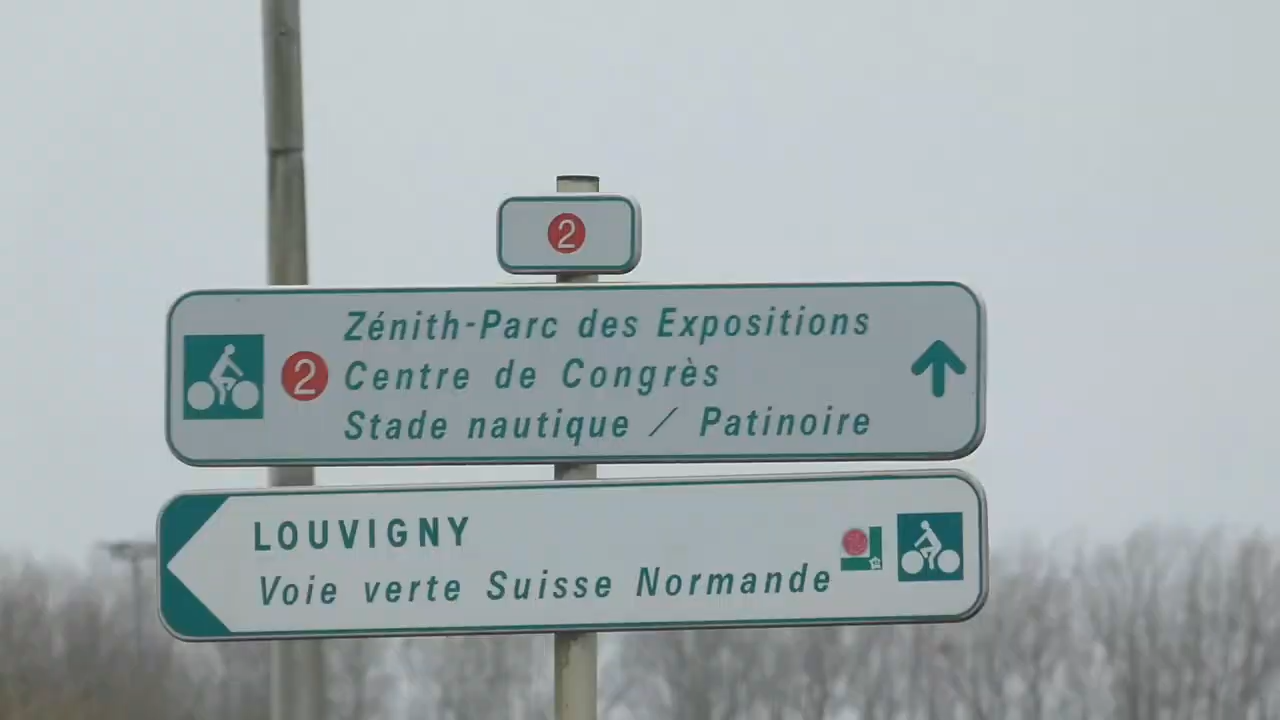 2
Zénith-Parc des Expositions
2 Centre de Congrès
Stade nautique / Patinoire
LOUVIGNY
Voie verte Suisse Normande